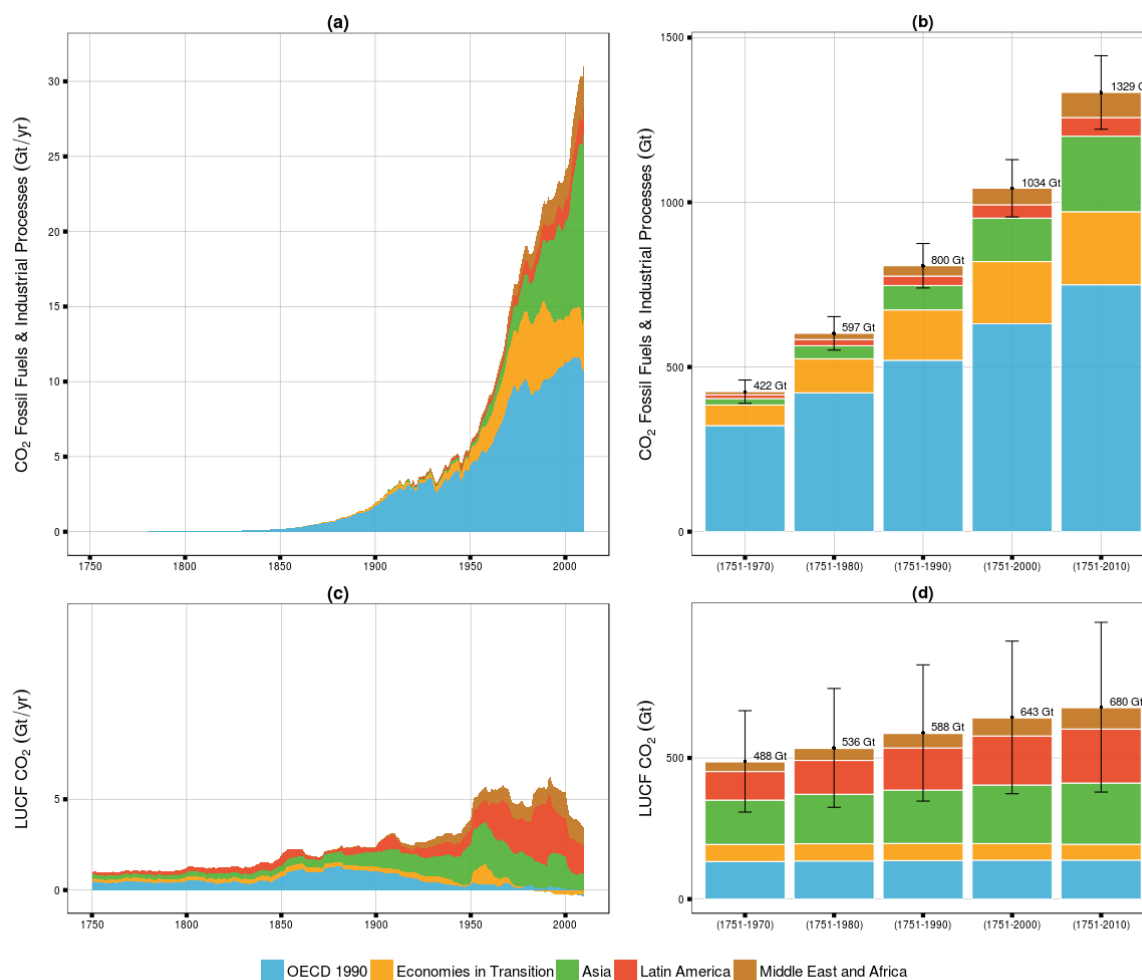 (a)
CO2 Fossil Fuels & Industrial Processes (Gt/yr)
30
25
20
15
10
5
0
1750
1800
1850
1900
1950
2000
(b)
CO2 Fossil Fuels & Industrial Processes (Gt)
1500
1000
500
0
422 Gt
597 Gt
800 Gt
1034 Gt
1329 G
(1751-1970)
(1751-1980)
(1751-1990)
(1751-2000)
(1751-2010)
(c)
LUCF CO2 (Gt/yr)
5
0
1750
1800
1850
1900
1950
2000
(d)
LUCF CO2 (Gt)
500
0
488 Gt
536 Gt
588 Gt
643 Gt
680 Gt
(1751-1970)
(1751-1980)
(1751-1990)
(1751-2000)
(1751-2010)
OECD 1990 Economies in Transition Asia Latin America Middle East and Africa